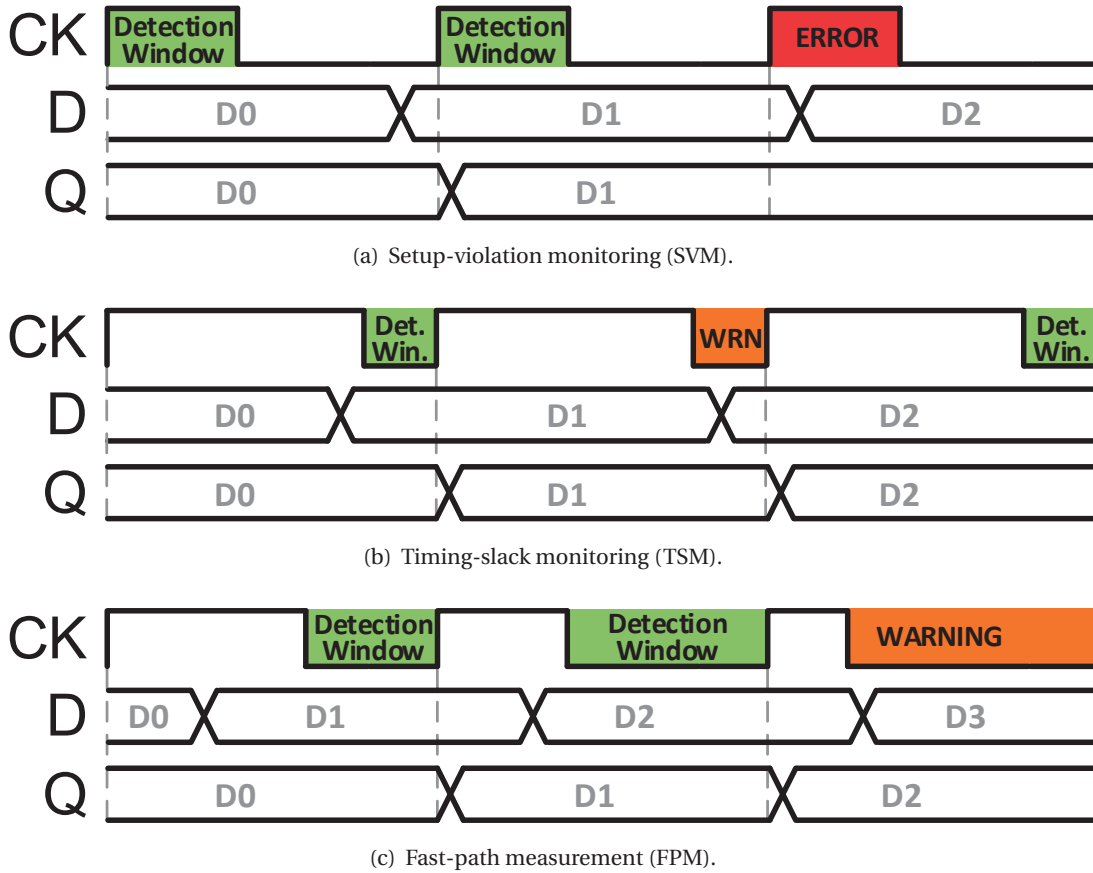 CK Detection Window Detection Window ERROR
D D0 D1 D2
Q D0 D1
(a) Setup-violation monitoring (SVM).
CK Det. Win. WRN Det. Win.
D D0 D1 D2
Q D0 D1 D2
(b) Timing-slack monitoring (TSM).
CK Detection Window Detection Window WARNING
D D0 D1 D2 D3
Q D0 D1 D2
(c) Fast-path measurement (FPM).